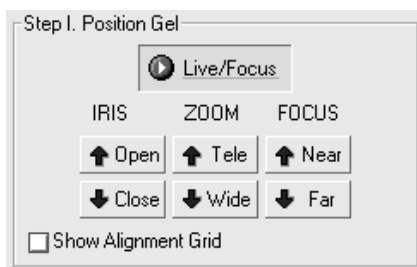 Step I. Position Gel
Live/Focus
IRIS ZOOM FOCUS
Open Tele Near
Close Wide Far
Show Alignment Grid